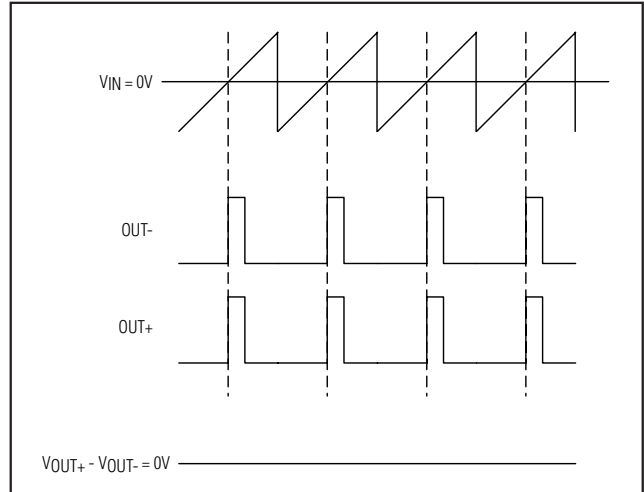 VIN = 0V
OUT-
OUT+
VOUT+ - VOUT- = 0V